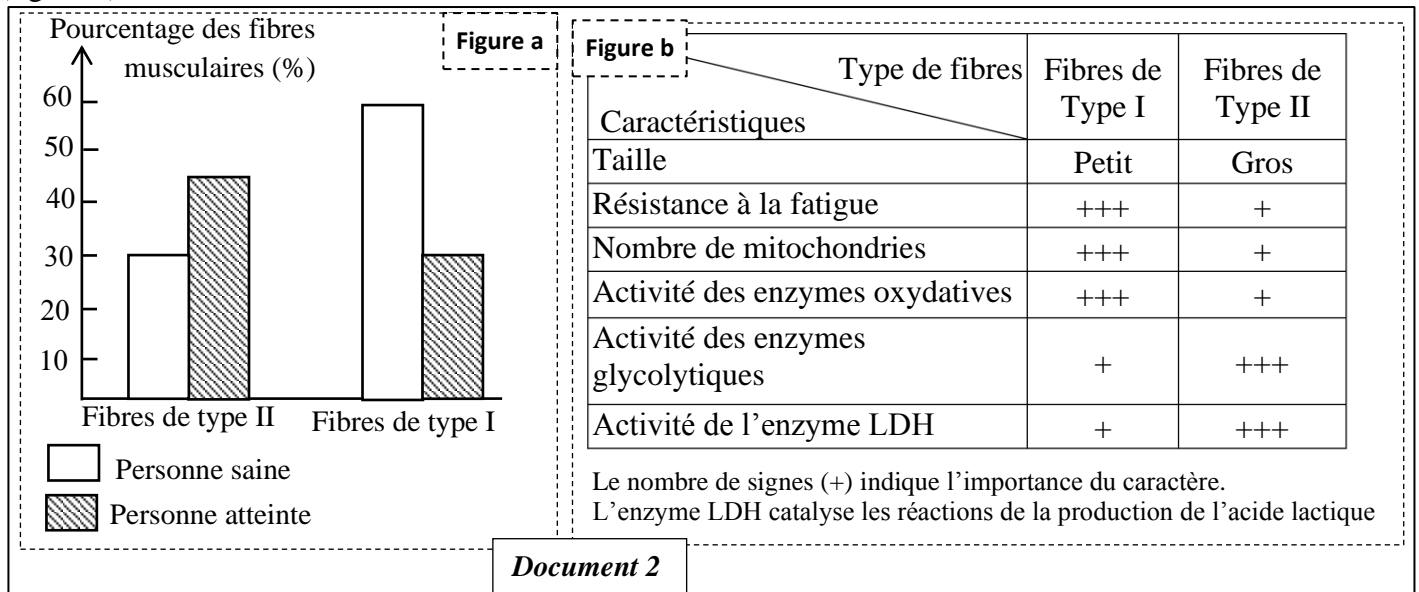 Pourcentage des fibres
musculaires (%)
Figure a
60
50
40
30
20
10
Fibres de type II
Fibres de type I
Personne saine
Personne atteinte
Figure b
Type de fibres
Caractéristiques
Fibres de
Type I
Fibres de
Type II
Taille
Petit
Gros
Résistance à la fatigue
+++
+
Nombre de mitochondries
+++
+
Activité des enzymes oxydatives
+++
+
Activité des enzymes
glycolytiques
+
+++
Activité de l'enzyme LDH
+
+++
Le nombre de signes (+) indique l'importance du caractère.
L'enzyme LDH catalyse les réactions de la production de l'acide lactique
Document 2